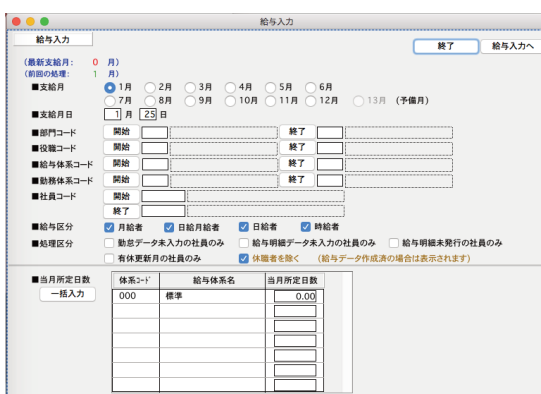 給与入力
給与入力
終了 給与入力へ
(最新支給月: 0 月)
(前回の処理: 1 月)
■支給月 1月 2月 3月 4月 5月 6月
7月 8月 9月 10月 11月 12月 13月 (予備月)
■支給月日 1 月 25 日
■部門コード 開始 終了
■役職コード 開始 終了
■給与体系コード 開始 終了
■勤務体系コード 開始 終了
■社員コード 開始
終了
■給与区分 月給者 日給月給者 日給者 時給者
■処理区分 勤怠データ未入力の社員のみ 給与明細データ未入力の社員のみ 給与明細未発行の社員のみ
有休更新月の社員のみ 休職者を除く (給与データ作成済の場合は表示されます)
■当月所定日数 体系コード 給与体系名 当月所定日数
一括入力 000 標準 0.00